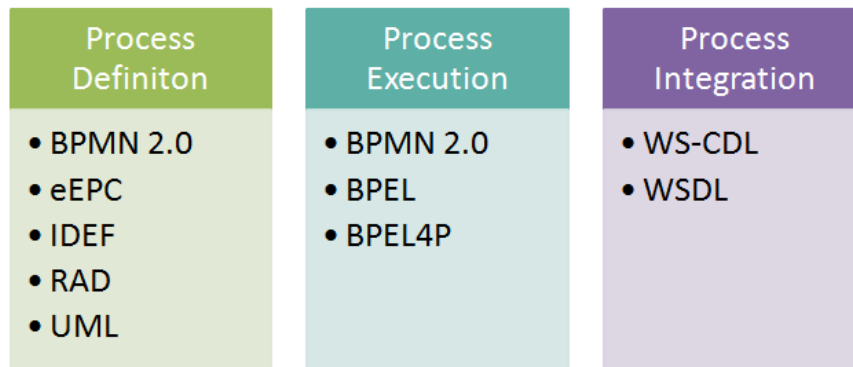 Process
Definiton
• BPMN 2.0
• eEPC
• IDEF
• RAD
• UML
Process
Execution
• BPMN 2.0
• BPEL
• BPEL4P
Process
Integration
• WS-CDL
• WSDL